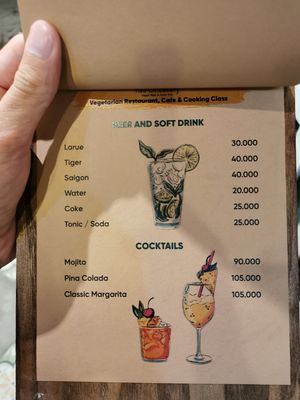 Vegetarian Restaurant, Cafe & Cooking Class
BEER AND SOFT DRINK
Larue 30.000
Tiger 40.000
Saigon 40.000
Water 20.000
Coke 25.000
Tonic / Soda 25.000
COCKTAILS
Mojito 90.000
Pina Colada 105.000
Classic Margarita 105.000